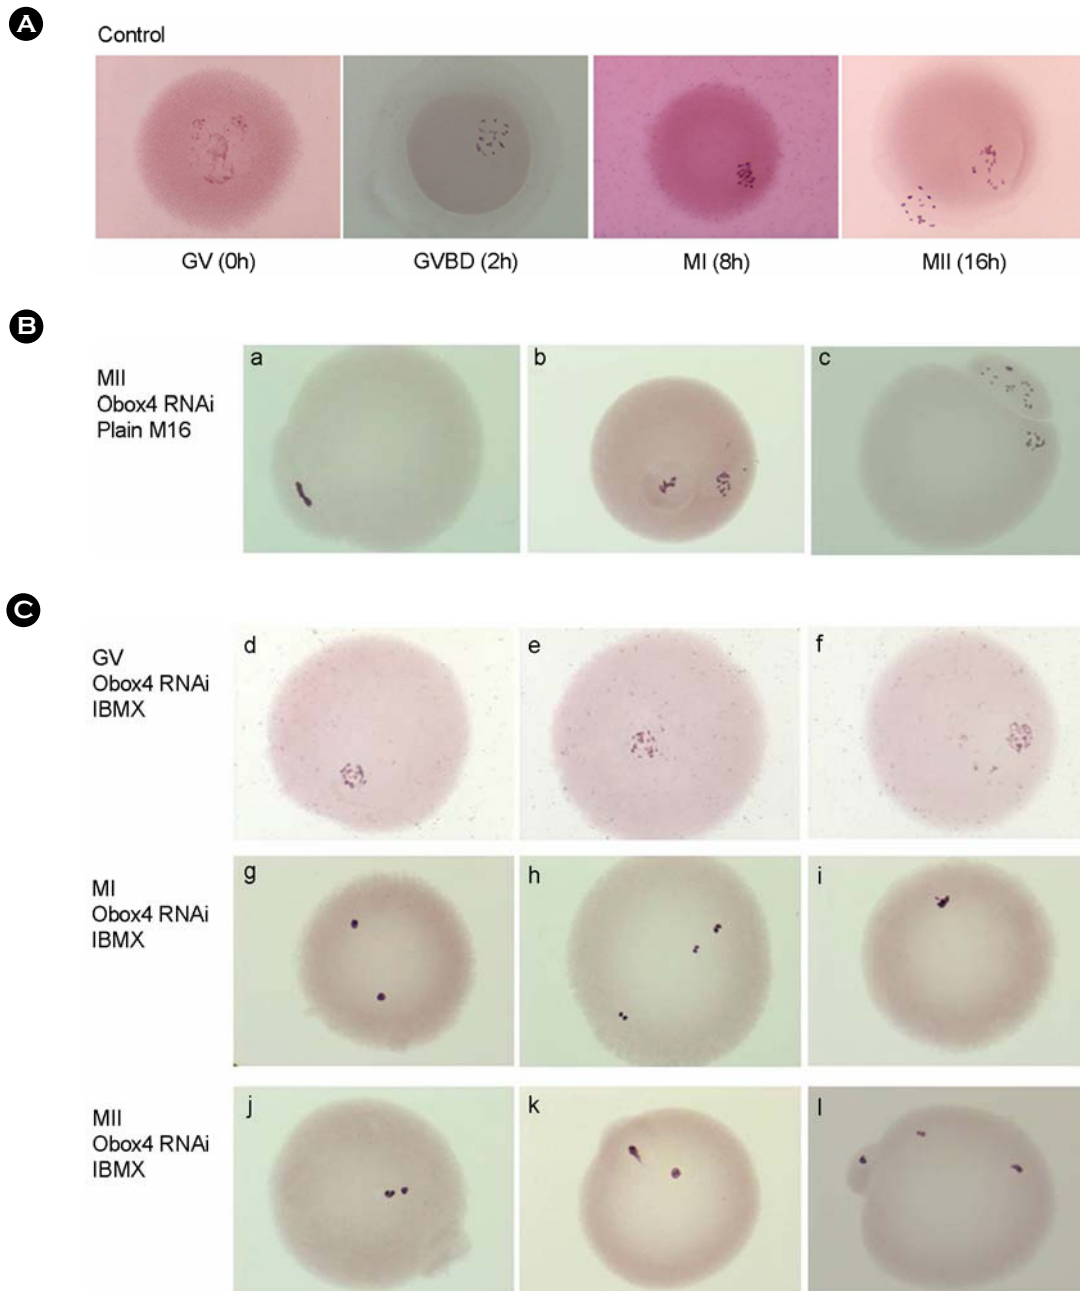 A
Control
GV (0h)
GVBD (2h)
MI (8h)
MII (16h)
B
MII
Obox4 RNAi
Plain M16
a
b
c
C
GV
Obox4 RNAi
IBMX
d
e
f
MI
Obox4 RNAi
IBMX
g
h
i
MII
Obox4 RNAi
IBMX
j
k
l